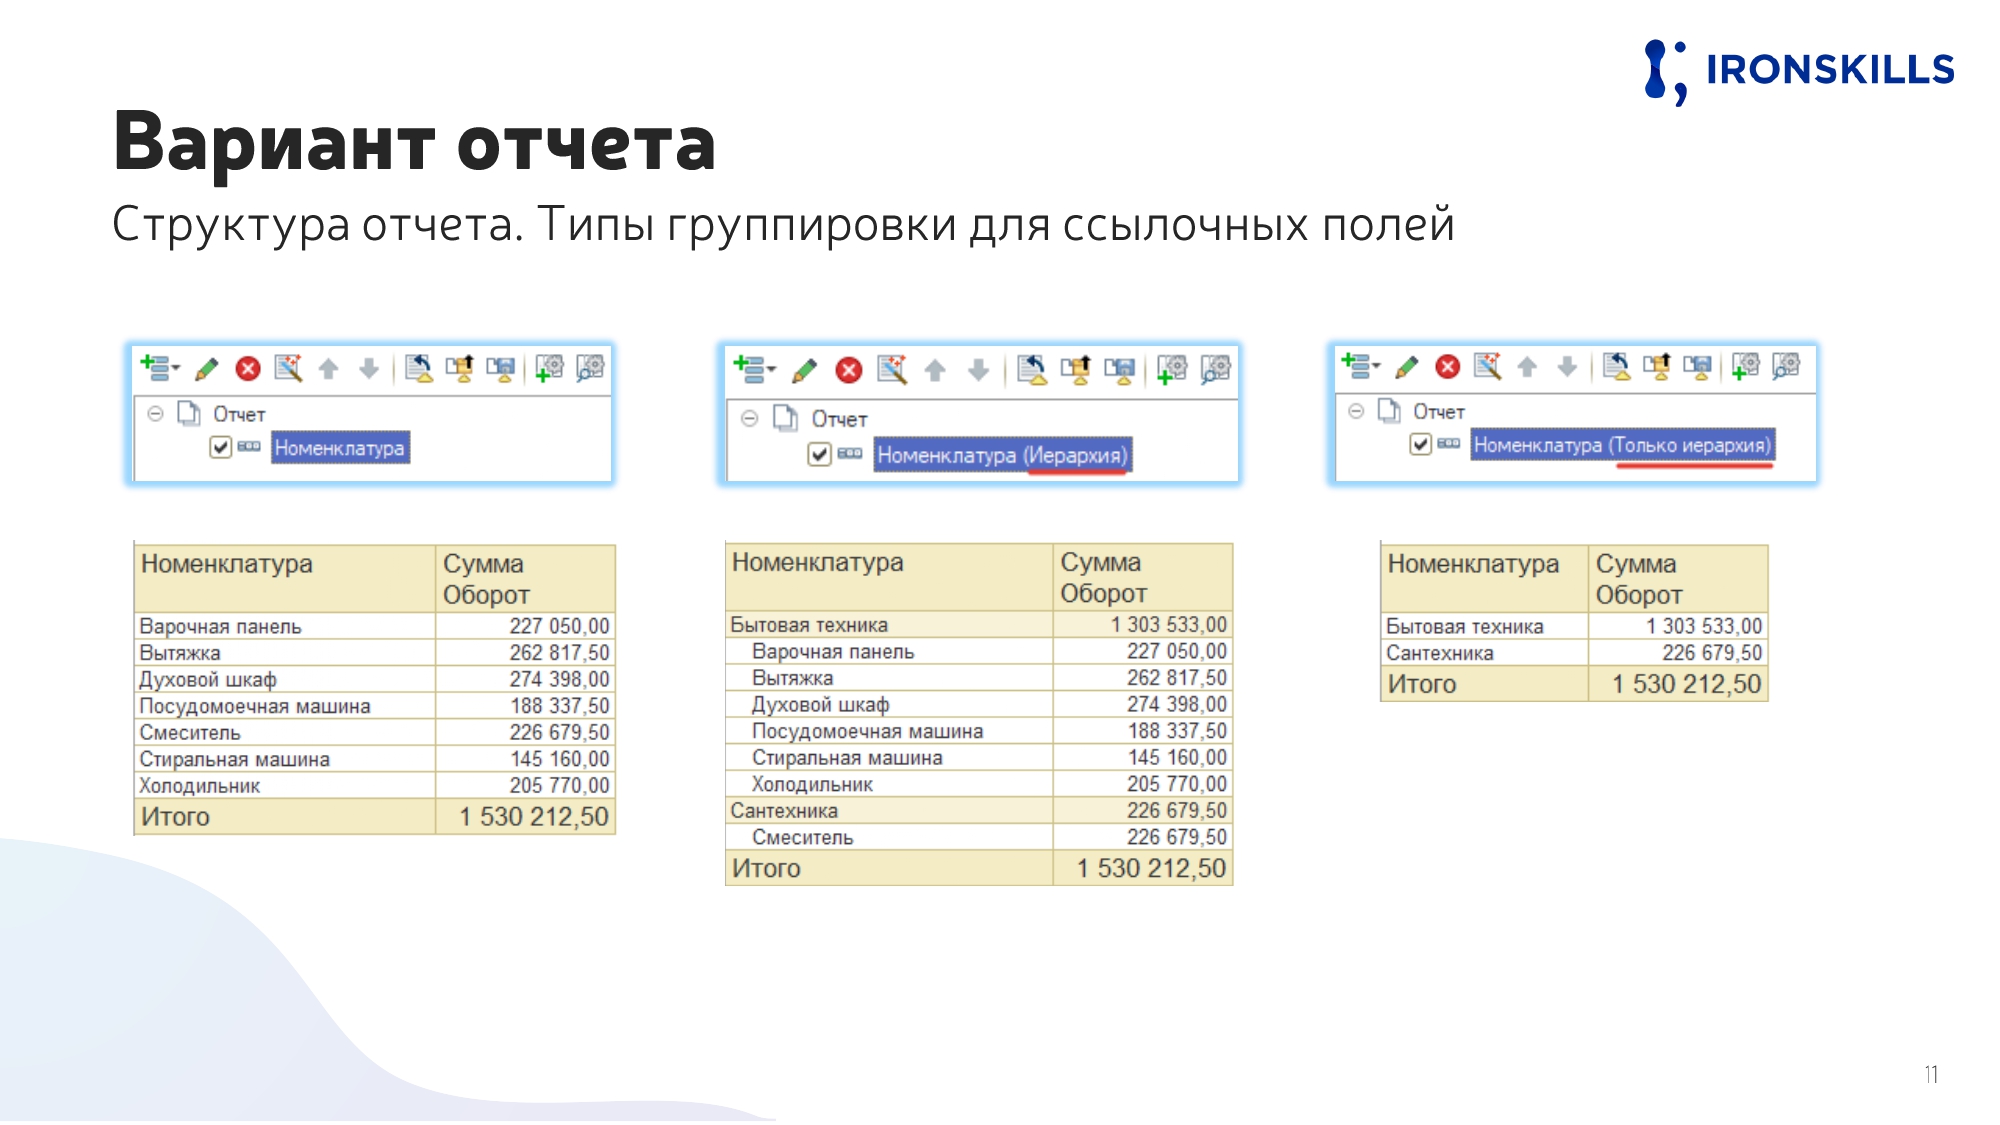 IRONSKILLS
Вариант отчета
Структура отчета. Типы группировки для ссылочных полей
Отчет
Номенклатура
Отчет
Номенклатура (Иерархия)
Отчет
Номенклатура (Только иерархия)
Номенклатура Сумма
Оборот
Варочная панель 227 050,00
Вытяжка 262 817,50
Духовой шкаф 274 398,00
Посудомоечная машина 188 337,50
Смеситель 226 679,50
Стиральная машина 145 160,00
Холодильник 205 770,00
Итого 1 530 212,50
Номенклатура Сумма
Оборот
Бытовая техника 1 303 533,00
Варочная панель 227 050,00
Вытяжка 262 817,50
Духовой шкаф 274 398,00
Посудомоечная машина 188 337,50
Стиральная машина 145 160,00
Холодильник 205 770,00
Сантехника 226 679,50
Смеситель 226 679,50
Итого 1 530 212,50
Номенклатура Сумма
Оборот
Бытовая техника 1 303 533,00
Сантехника 226 679,50
Итого 1 530 212,50
11